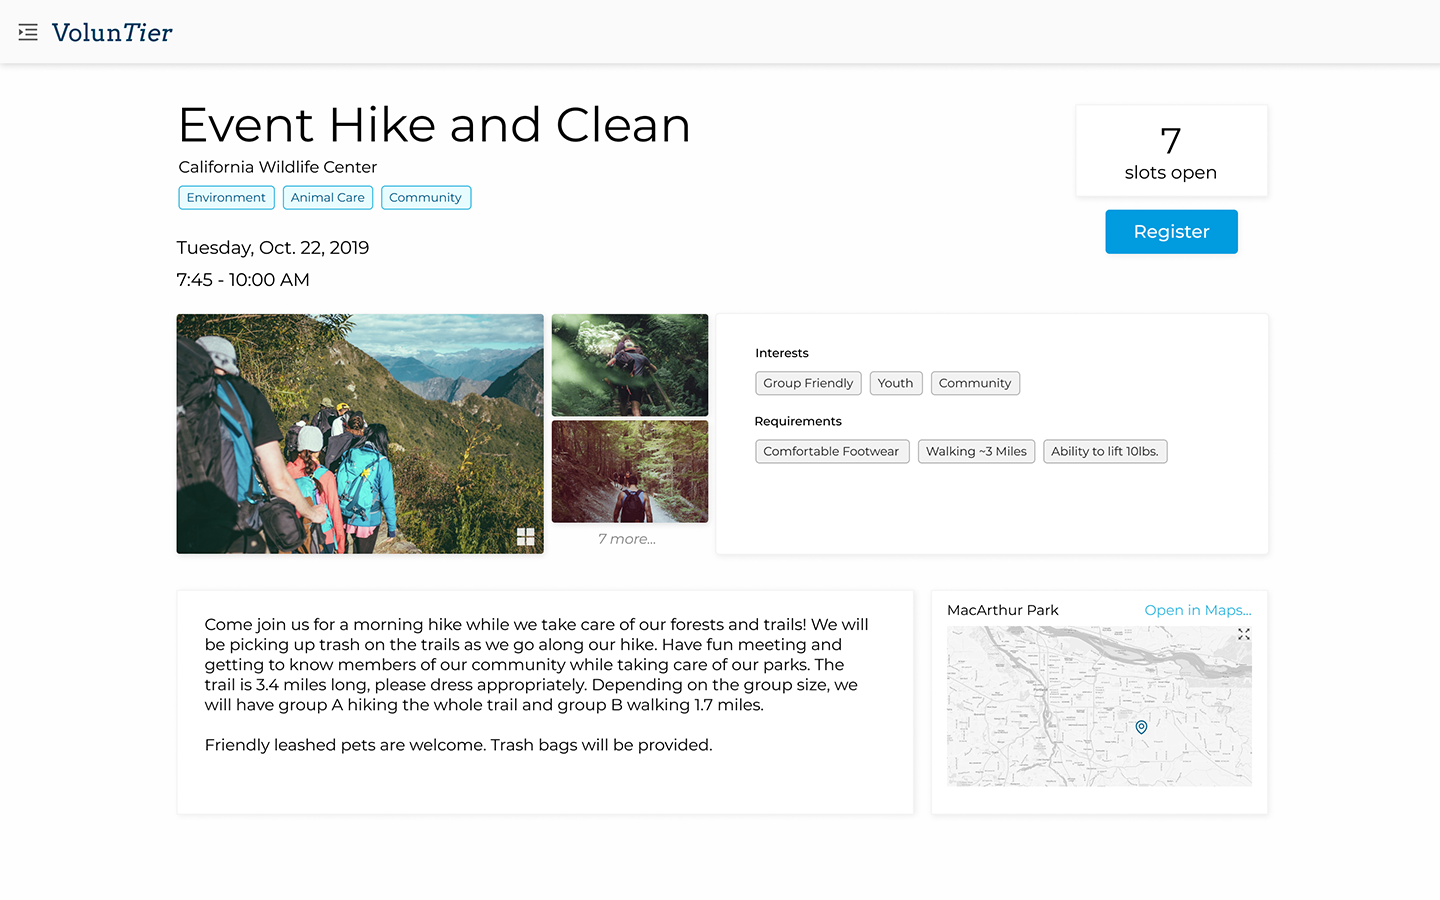 VolunTier
Event Hike and Clean
California Wildlife Center
Environment
Animal Care
Community
Tuesday, Oct. 22, 2019
7:45 - 10:00 AM
7
slots open
Register
7 more...
Interests
Group Friendly
Youth
Community
Requirements
Comfortable Footwear
Walking ~3 Miles
Ability to lift 10lbs.
Come join us for a morning hike while we take care of our forests and trails! We will
be picking up trash on the trails as we go along our hike. Have fun meeting and
getting to know members of our community while taking care of our parks. The
trail is 3.4 miles long, please dress appropriately. Depending on the group size, we
will have group A hiking the whole trail and group B walking 1.7 miles.
Friendly leashed pets are welcome. Trash bags will be provided.
MacArthur Park
Open in Maps...